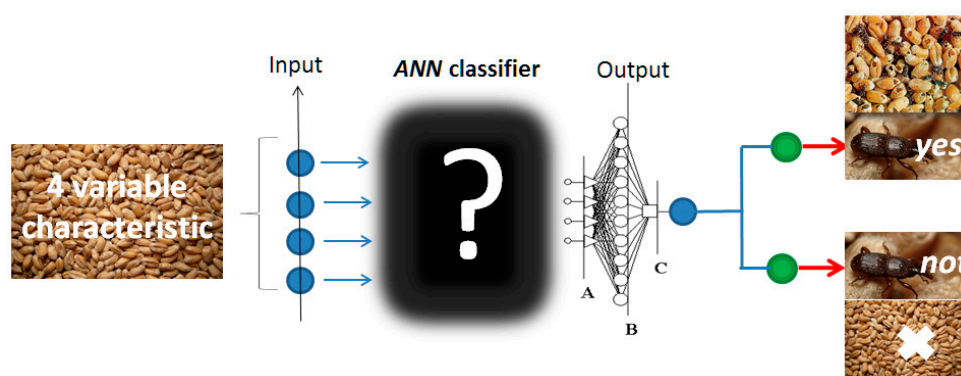 Input
ANN classifier
Output
4 variable
characteristic
?
A
B
C
yes
not